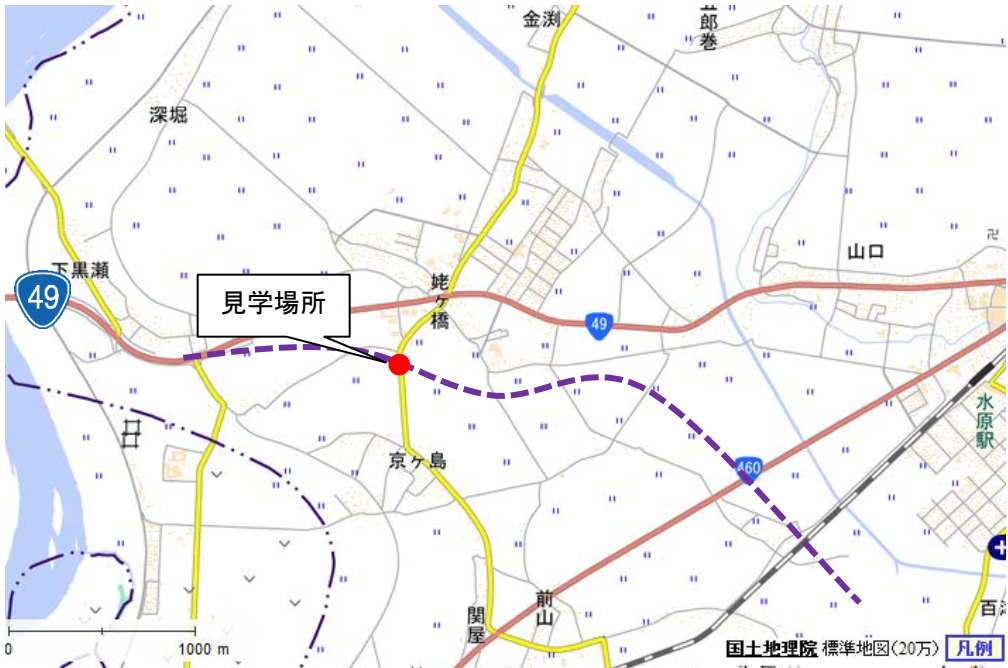 金渕
五郎巻
深堀
下黒瀬
49
見学場所
姥ヶ橋
49
山口
水原駅
京ヶ島
460
関屋
前山
0
1000 m
国土地理院 標準地図(20万)
凡例